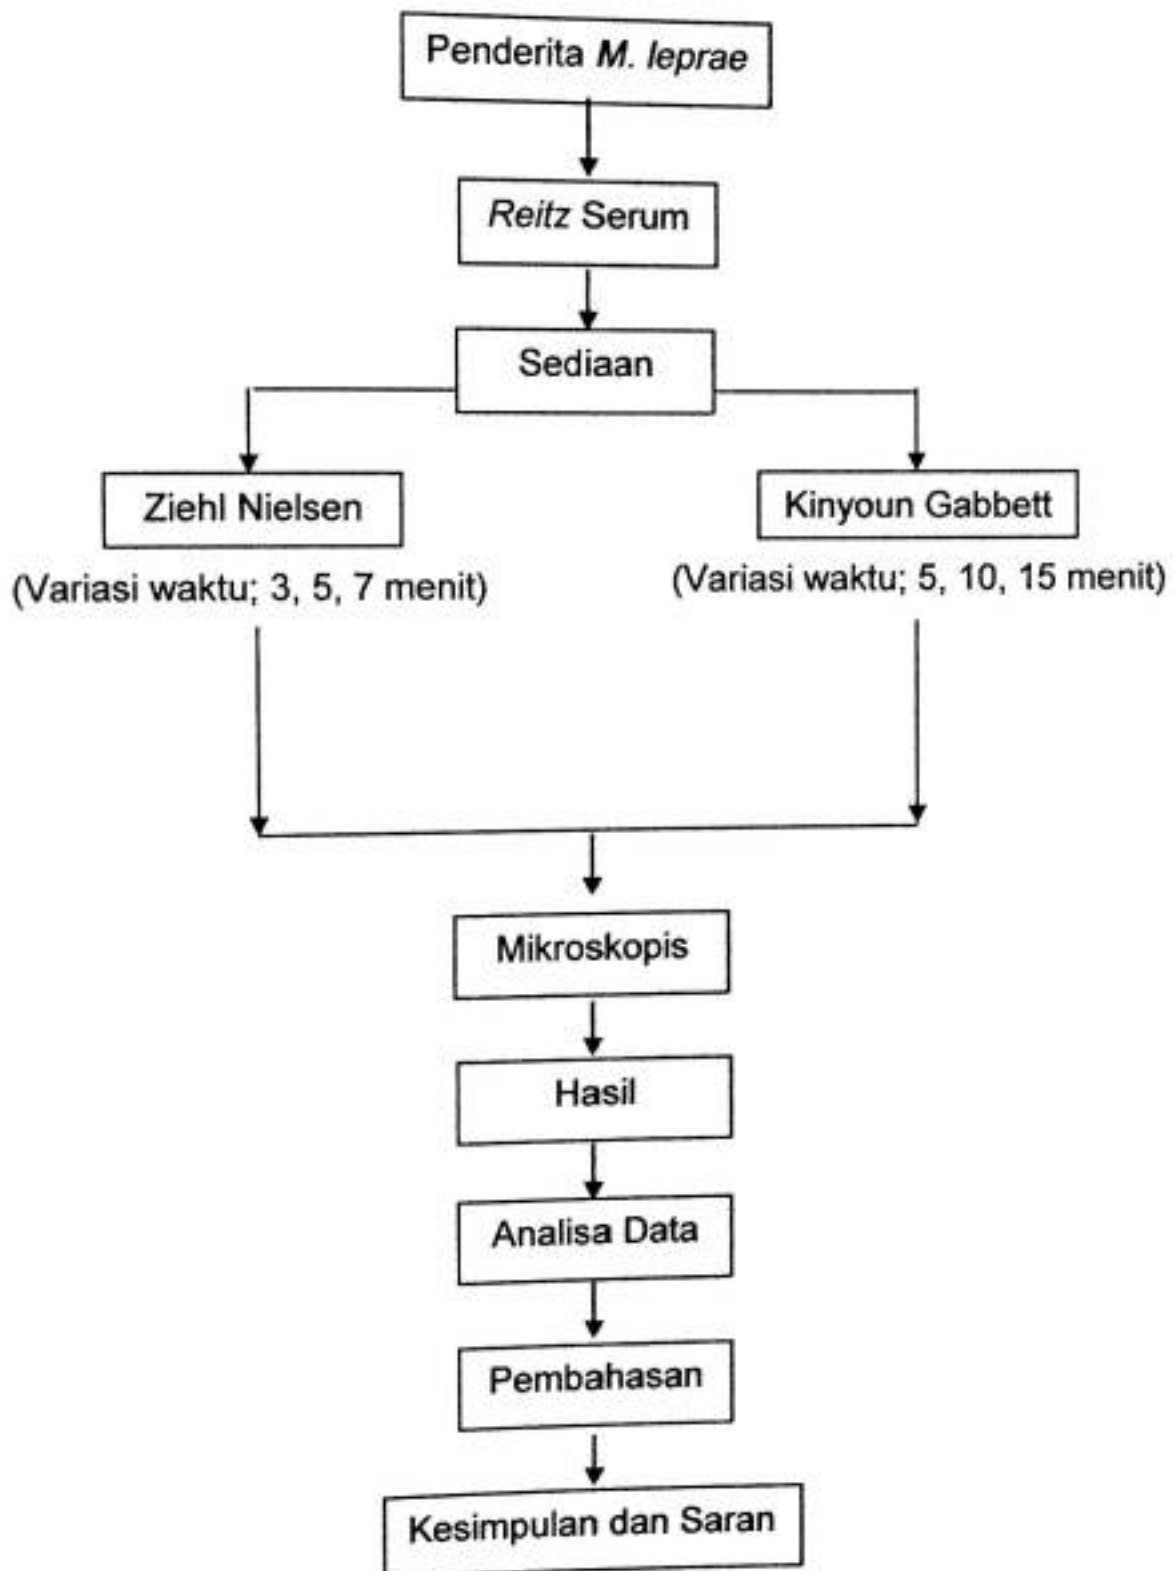 Penderita M. leprae
Reitz Serum
Sediaan
Ziehl Nielsen
Kinyoun Gabbett
(Variasi waktu; 3, 5, 7 menit)
(Variasi waktu; 5, 10, 15 menit)
Mikroskopis
Hasil
Analisa Data
Pembahasan
Kesimpulan dan Saran